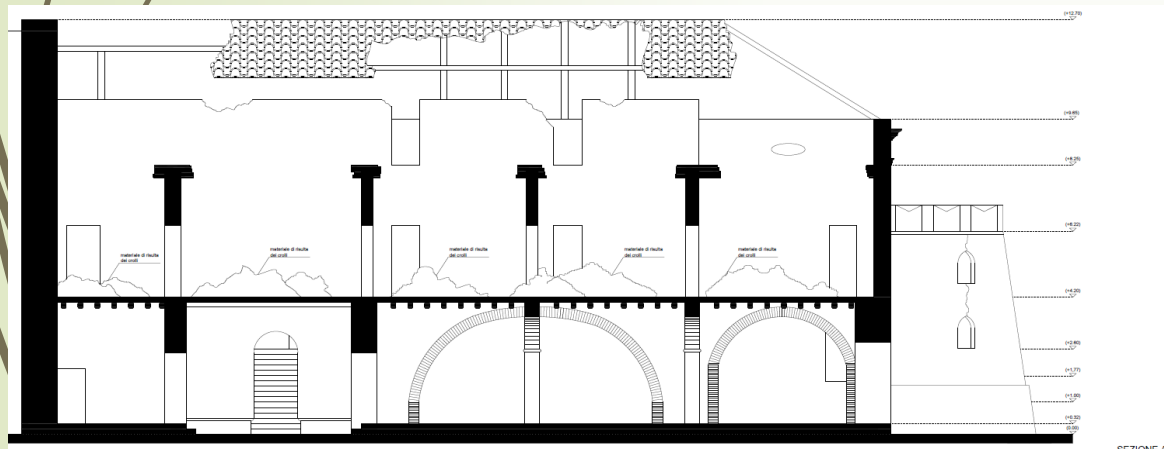 (+12.70)
(+9.65)
(+8.25)
(+6.22)
materiale di risulta
dei crolli
materiale di risulta
dei crolli
materiale di risulta
dei crolli
materiale di risulta
dei crolli
materiale di risulta
dei crolli
(+4.20)
(+2.60)
(+1.77)
(+1.00)
(+0.32)
(0.00)
SEZIONE